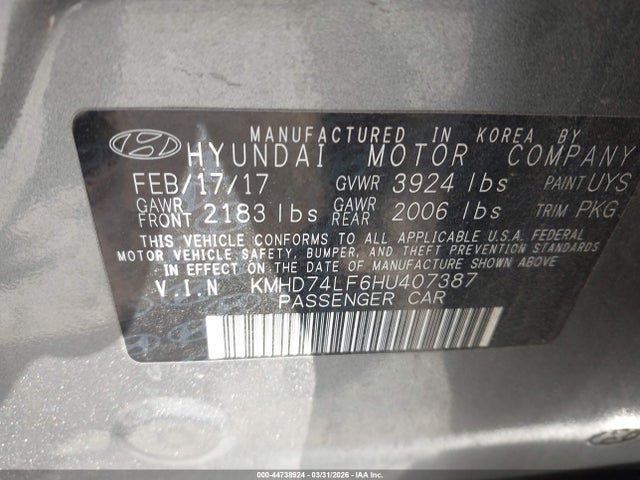 MANUFACTURED IN KOREA BY
HYUNDAI MOTOR COMPANY
FEB/17/17 GVWR 3924 lbs PAINT UYS
GAWR FRONT 2183 lbs GAWR REAR 2006 lbs TRIM PKG
THIS VEHICLE CONFORMS TO ALL APPLICABLE U.S.A. FEDERAL
MOTOR VEHICLE SAFETY, BUMPER, AND THEFT PREVENTION STANDARDS
IN EFFECT ON THE DATE OF MANUFACTURE SHOWN ABOVE
V.I.N KMHD74LF6HU407387
PASSENGER CAR
000-44738924 - 03/31/2026 - IAA Inc.